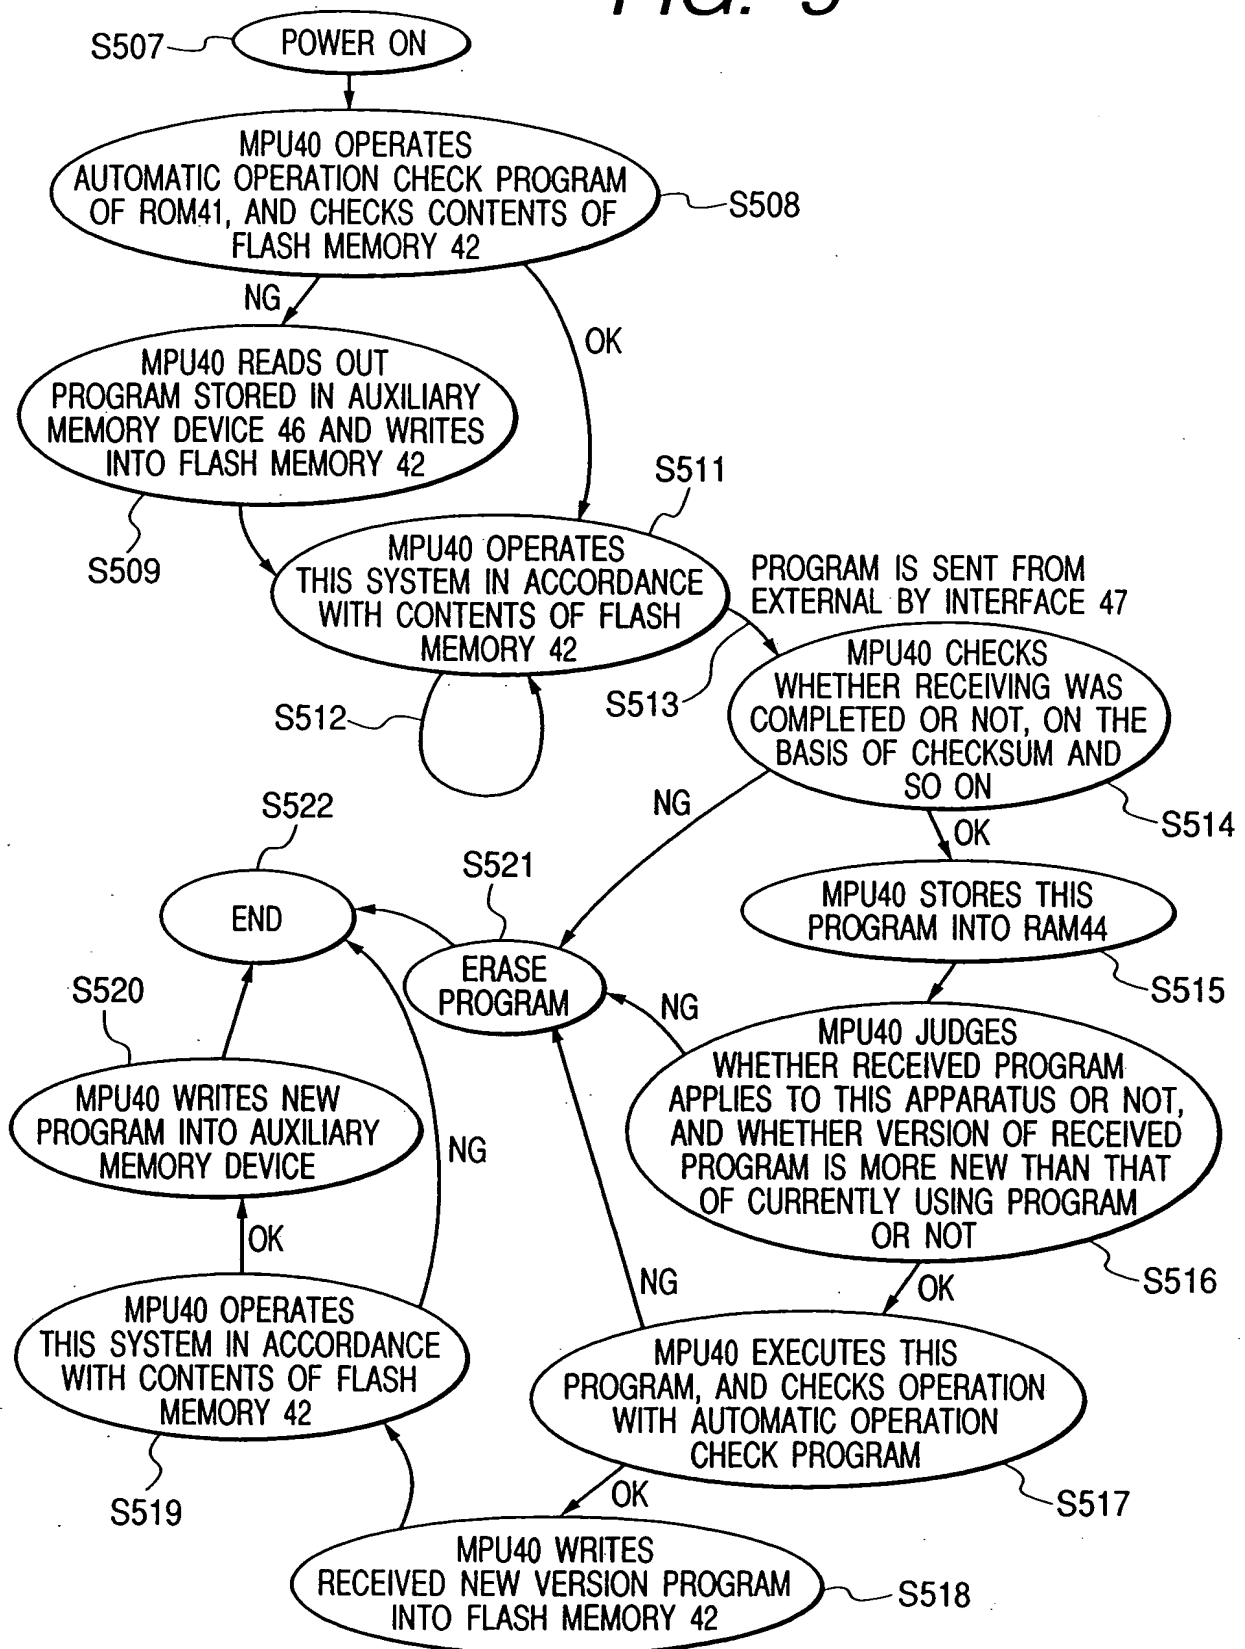 FIG. 9
S507
POWER ON
MPU40 OPERATES
AUTOMATIC OPERATION CHECK PROGRAM
OF ROM41, AND CHECKS CONTENTS OF
FLASH MEMORY 42
S508
NG
OK
MPU40 READS OUT
PROGRAM STORED IN AUXILIARY
MEMORY DEVICE 46 AND WRITES
INTO FLASH MEMORY 42
S509
S511
MPU40 OPERATES
THIS SYSTEM IN ACCORDANCE
WITH CONTENTS OF FLASH
MEMORY 42
S512
PROGRAM IS SENT FROM
EXTERNAL BY INTERFACE 47
S513
MPU40 CHECKS
WHETHER RECEIVING WAS
COMPLETED OR NOT, ON THE
BASIS OF CHECKSUM AND
SO ON
S514
NG
OK
MPU40 STORES THIS
PROGRAM INTO RAM44
S515
MPU40 JUDGES
WHETHER RECEIVED PROGRAM
APPLIES TO THIS APPARATUS OR NOT,
AND WHETHER VERSION OF RECEIVED
PROGRAM IS MORE NEW THAN THAT
OF CURRENTLY USING PROGRAM
OR NOT
S516
NG
OK
MPU40 EXECUTES THIS
PROGRAM, AND CHECKS OPERATION
WITH AUTOMATIC OPERATION
CHECK PROGRAM
S517
NG
OK
MPU40 WRITES
RECEIVED NEW VERSION PROGRAM
INTO FLASH MEMORY 42
S518
MPU40 OPERATES
THIS SYSTEM IN ACCORDANCE
WITH CONTENTS OF FLASH
MEMORY 42
S519
OK
NG
MPU40 WRITES NEW
PROGRAM INTO AUXILIARY
MEMORY DEVICE
S520
S521
ERASE
PROGRAM
S522
END